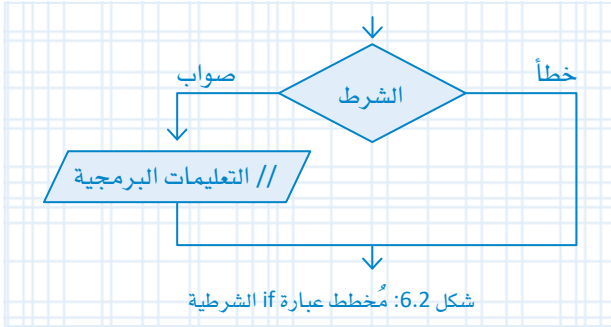 خطأ
صواب
الشرط
// التعليمات البرمجية
شكل 6.2: مُخطط عبارة if الشرطية